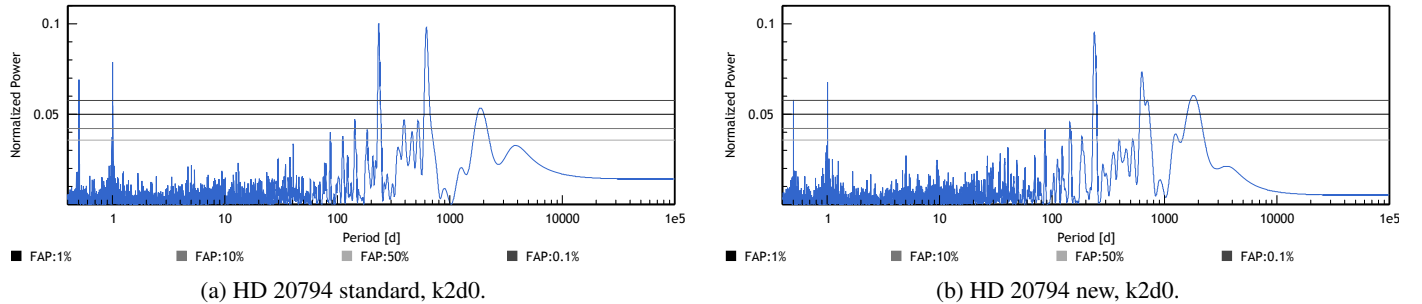 0.1
0.05
Normalized Power
1 10 100 1000 10000 1e5
Period [d]
FAP:1% FAP:10% FAP:50% FAP:0.1%
(a) HD 20794 standard, k2d0.
0.1
0.05
Normalized Power
1 10 100 1000 10000 1e5
Period [d]
FAP:1% FAP:10% FAP:50% FAP:0.1%
(b) HD 20794 new, k2d0.